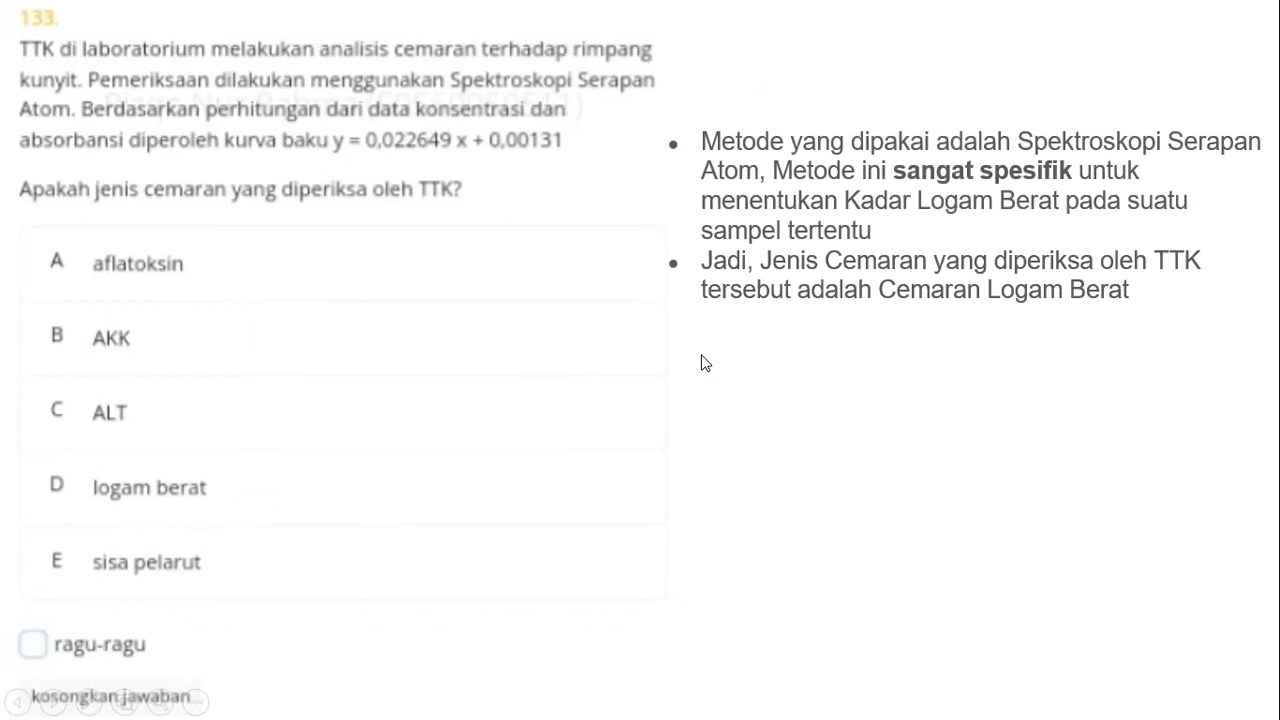 133.
TTK di laboratorium melakukan analisis cemaran terhadap rimpang
kunyit. Pemeriksaan dilakukan menggunakan Spektroskopi Serapan
Atom. Berdasarkan perhitungan dari data konsentrasi dan
absorbansi diperoleh kurva baku y = 0,022649 x + 0,00131
Apakah jenis cemaran yang diperiksa oleh TTK?
A aflatoksin
B AKK
C ALT
D logam berat
E sisa pelarut
ragu-ragu
kosongkan jawaban
• Metode yang dipakai adalah Spektroskopi Serapan
Atom, Metode ini sangat spesifik untuk
menentukan Kadar Logam Berat pada suatu
sampel tertentu
• Jadi, Jenis Cemaran yang diperiksa oleh TTK
tersebut adalah Cemaran Logam Berat